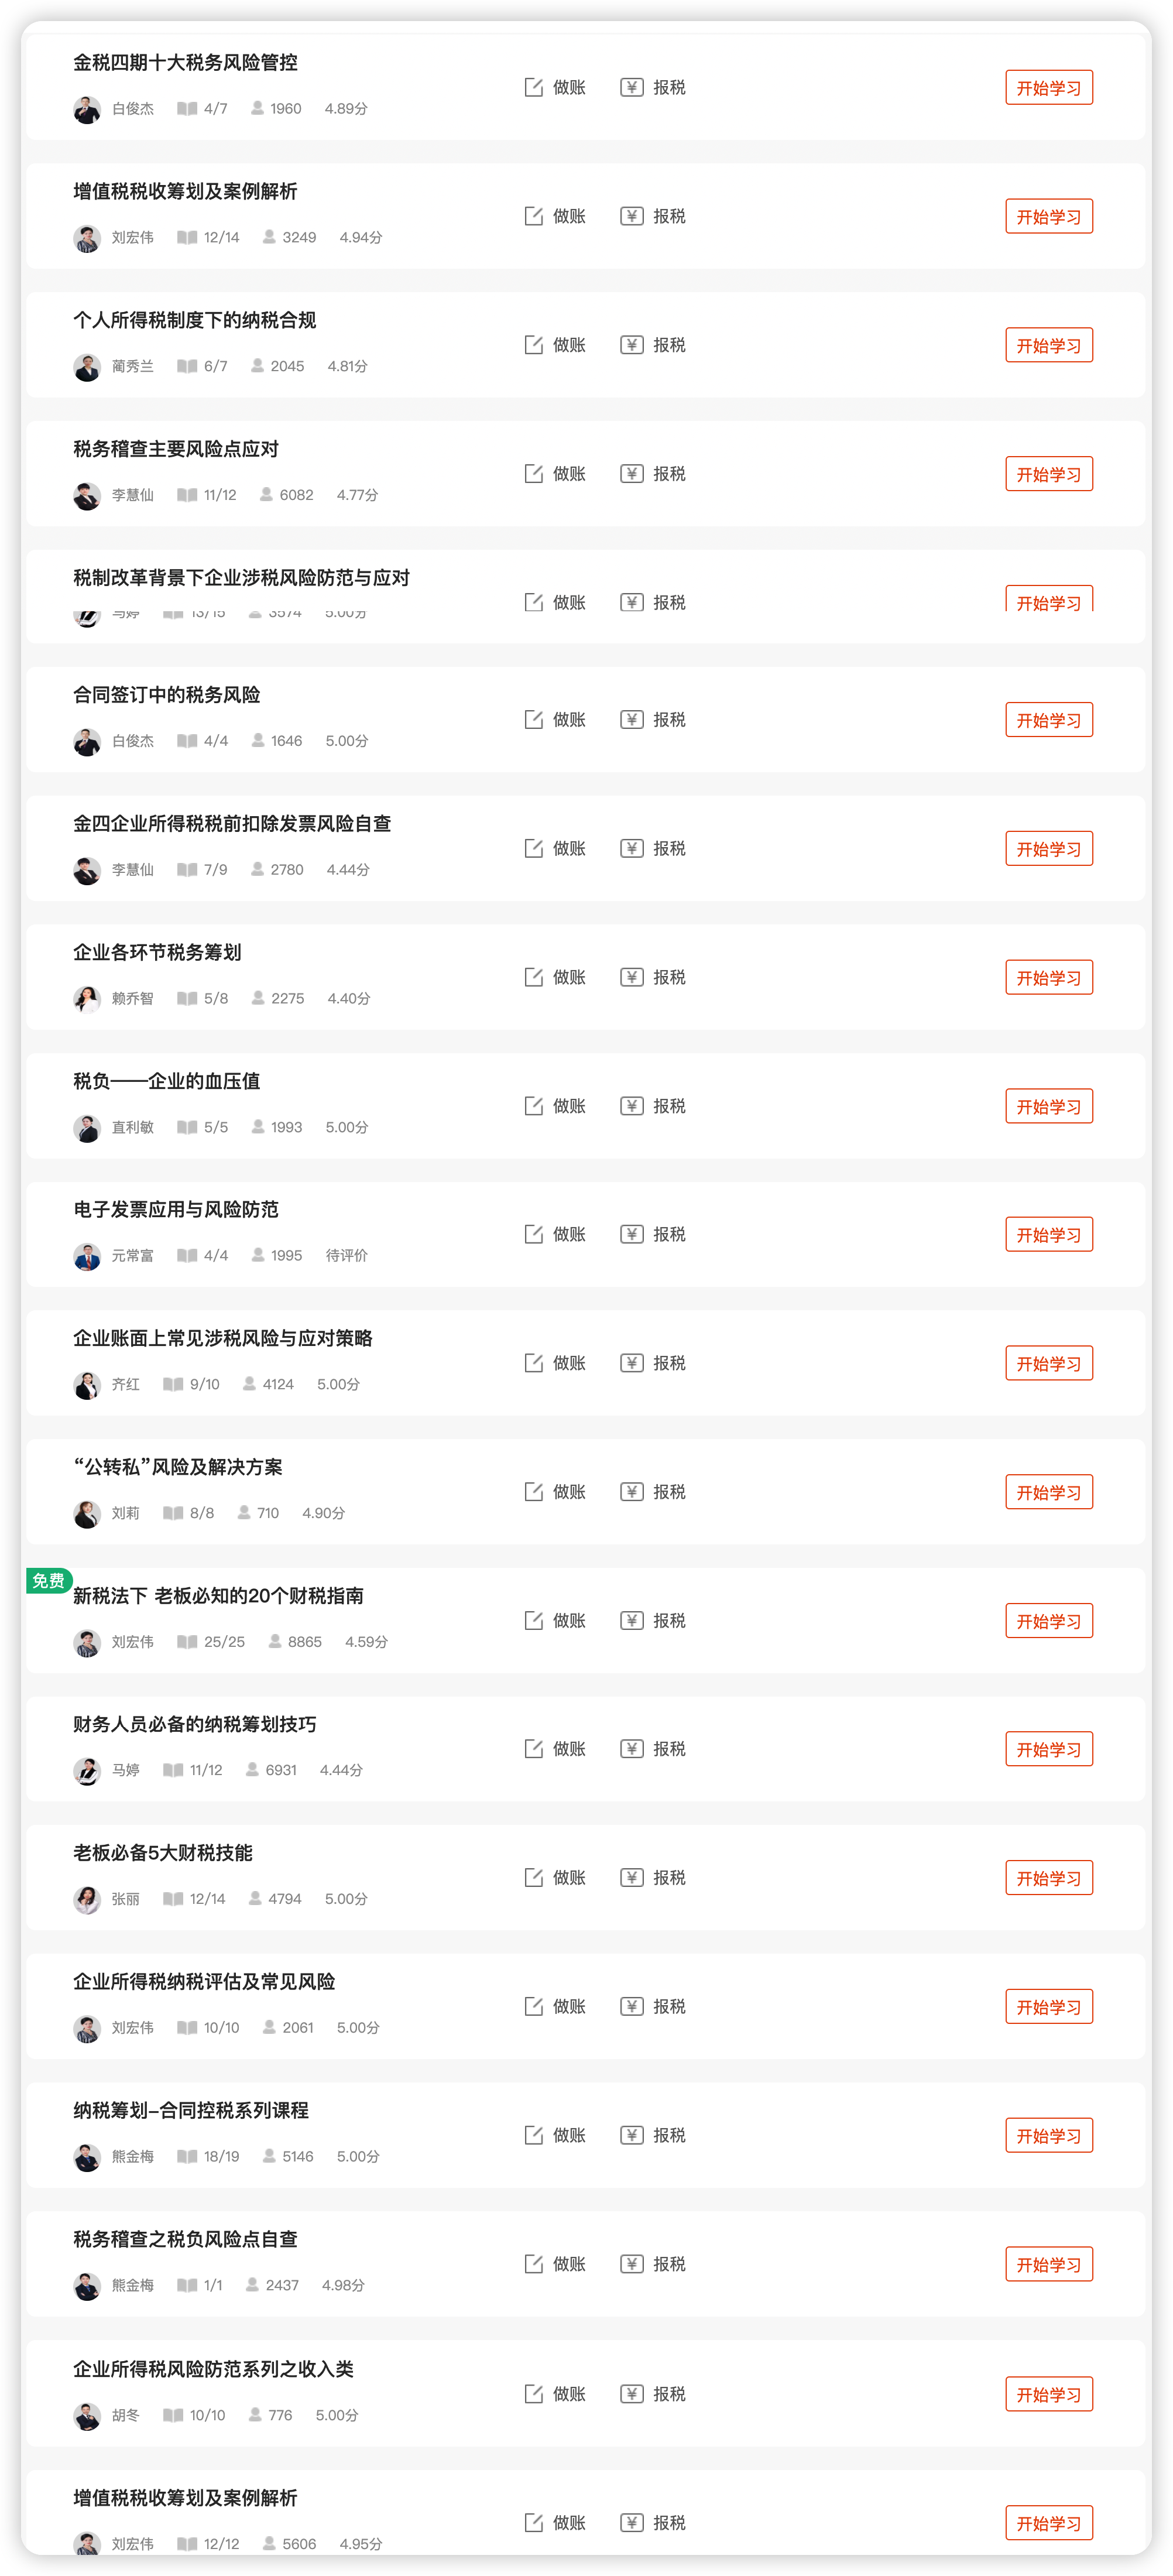 金税四期十大税务风险管控
做账 报税 开始学习
白俊杰 4/7 1960 4.89分
增值税税收筹划及案例解析
做账 报税 开始学习
刘宏伟 12/14 3249 4.94分
个人所得税制度下的纳税合规
做账 报税 开始学习
蔺秀兰 6/7 2045 4.81分
税务稽查主要风险点应对
做账 报税 开始学习
李慧仙 11/12 6082 4.77分
税制改革背景下企业涉税风险防范与应对
做账 报税 开始学习
马婷 13/15 3574 5.00分
合同签订中的税务风险
做账 报税 开始学习
白俊杰 4/4 1646 5.00分
金四企业所得税税前扣除发票风险自查
做账 报税 开始学习
李慧仙 7/9 2780 4.44分
企业各环节税务筹划
做账 报税 开始学习
赖乔智 5/8 2275 4.40分
税负——企业的血压值
做账 报税 开始学习
直利敏 5/5 1993 5.00分
电子发票应用与风险防范
做账 报税 开始学习
元常富 4/4 1995 待评价
企业账面上常见涉税风险与应对策略
做账 报税 开始学习
齐红 9/10 4124 5.00分
“公转私”风险及解决方案
做账 报税 开始学习
刘莉 8/8 710 4.90分
免费
新税法下 老板必知的20个财税指南
做账 报税 开始学习
刘宏伟 25/25 8865 4.59分
财务人员必备的纳税筹划技巧
做账 报税 开始学习
马婷 11/12 6931 4.44分
老板必备5大财税技能
做账 报税 开始学习
张丽 12/14 4794 5.00分
企业所得税纳税评估及常见风险
做账 报税 开始学习
刘宏伟 10/10 2061 5.00分
纳税筹划-合同控税系列课程
做账 报税 开始学习
熊金梅 18/19 5146 5.00分
税务稽查之税负风险点自查
做账 报税 开始学习
熊金梅 1/1 2437 4.98分
企业所得税风险防范系列之收入类
做账 报税 开始学习
胡冬 10/10 776 5.00分
增值税税收筹划及案例解析
做账 报税 开始学习
刘宏伟 12/12 5606 4.95分